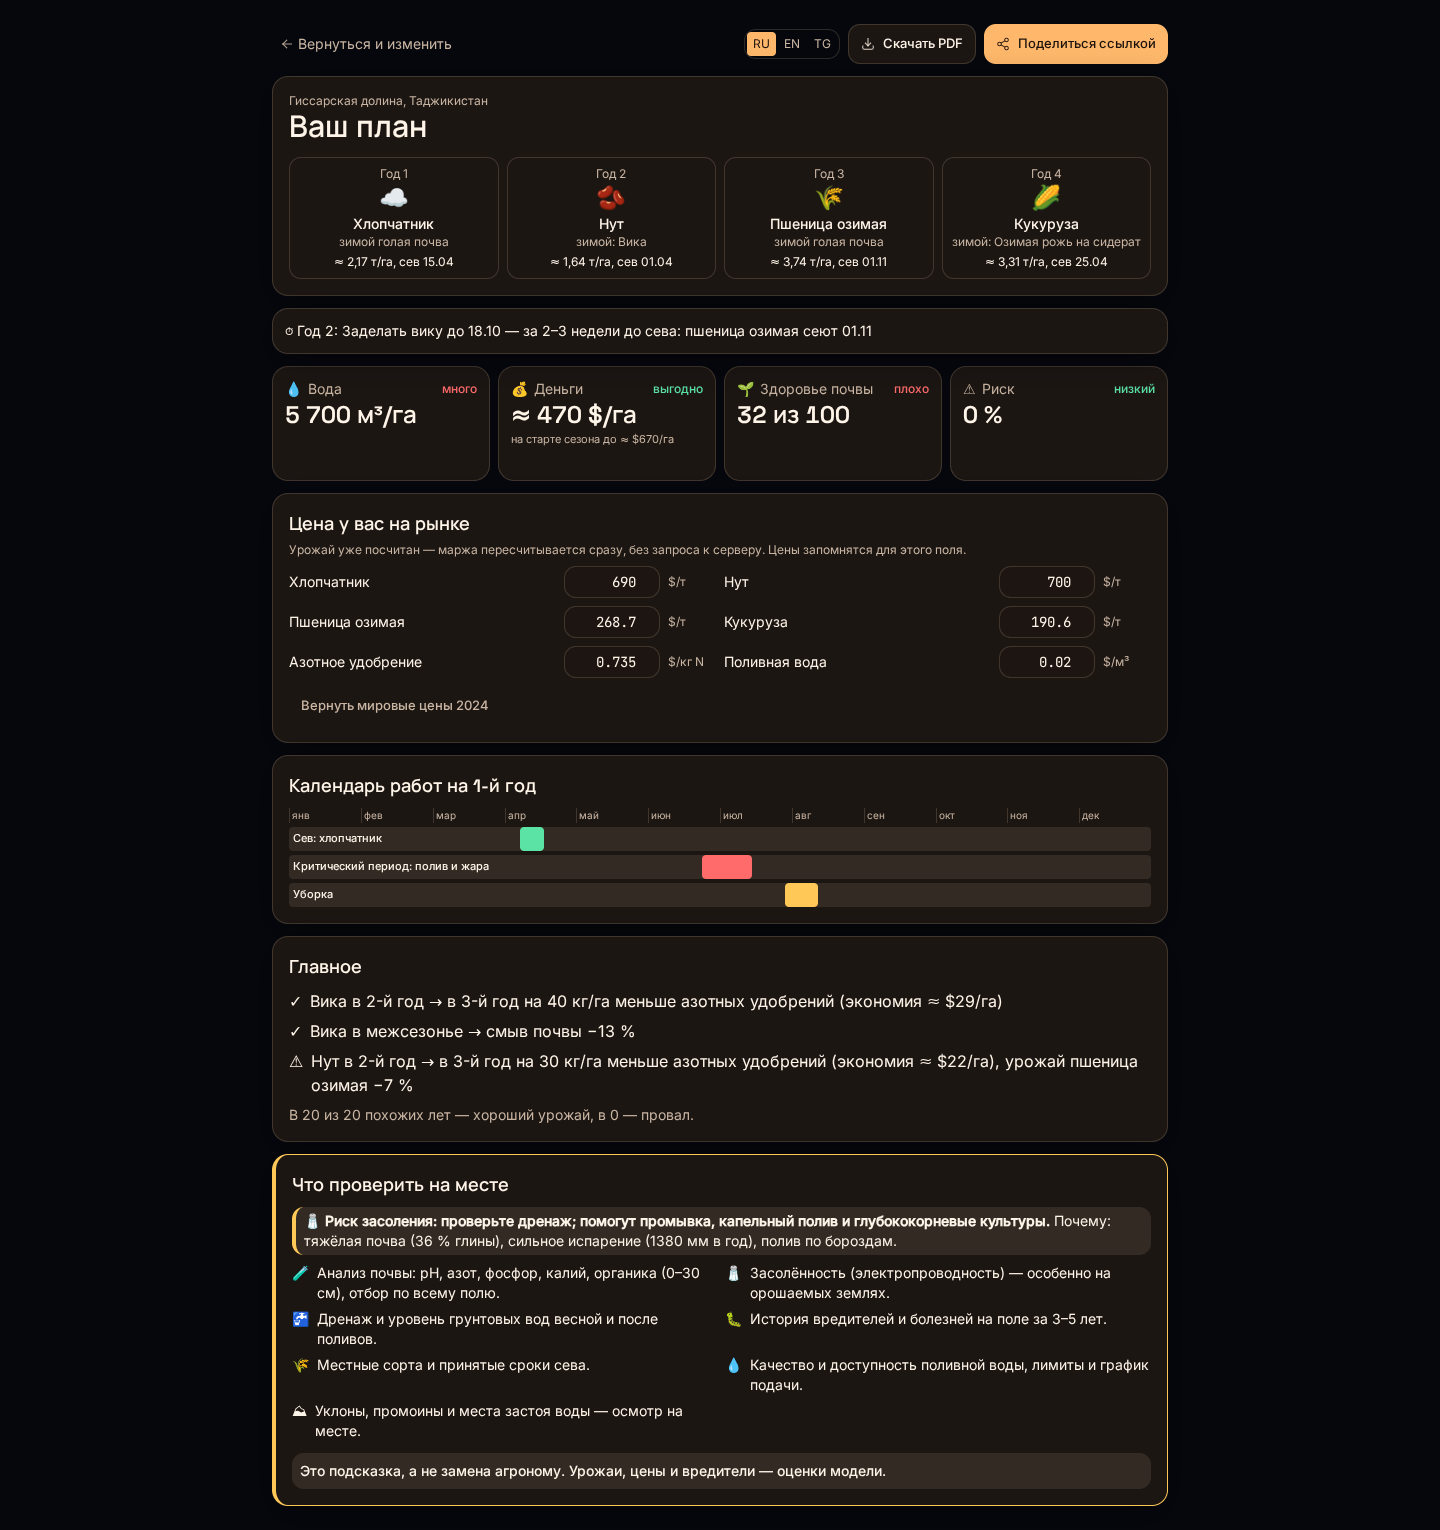 ← Вернуться и изменить
RU EN TG
Скачать PDF
Поделиться ссылкой
Гиссарская долина, Таджикистан
Ваш план
Год 1
Хлопчатник
зимой голая почва
≈ 2,17 т/га, сев 15.04
Год 2
Нут
зимой: Вика
≈ 1,64 т/га, сев 01.04
Год 3
Пшеница озимая
зимой голая почва
≈ 3,74 т/га, сев 01.11
Год 4
Кукуруза
зимой: Озимая рожь на сидерат
≈ 3,31 т/га, сев 25.04
⏱ Год 2: Заделать вику до 18.10 — за 2–3 недели до сева: пшеница озимая сеют 01.11
💧 Вода много
5 700 м³/га
💰 Деньги выгодно
≈ 470 $/га
на старте сезона до ≈ $670/га
🌱 Здоровье почвы плохо
32 из 100
⚠ Риск низкий
0 %
Цена у вас на рынке
Урожай уже посчитан — маржа пересчитывается сразу, без запроса к серверу. Цены запомнятся для этого поля.
Хлопчатник 690 $/т
Нут 700 $/т
Пшеница озимая 268.7 $/т
Кукуруза 190.6 $/т
Азотное удобрение 0.735 $/кг N
Поливная вода 0.02 $/м³
Вернуть мировые цены 2024
Календарь работ на 1-й год
янв фев мар апр май июн июл авг сен окт ноя дек
Сев: хлопчатник
Критический период: полив и жара
Уборка
Главное
✓ Вика в 2-й год → в 3-й год на 40 кг/га меньше азотных удобрений (экономия ≈ $29/га)
✓ Вика в межсезонье → смыв почвы −13 %
⚠ Нут в 2-й год → в 3-й год на 30 кг/га меньше азотных удобрений (экономия ≈ $22/га), урожай пшеница
озимая −7 %
В 20 из 20 похожих лет — хороший урожай, в 0 — провал.
Что проверить на месте
🧂 Риск засоления: проверьте дренаж; помогут промывка, капельный полив и глубококорневые культуры. Почему:
тяжёлая почва (36 % глины), сильное испарение (1380 мм в год), полив по бороздам.
🧪 Анализ почвы: pH, азот, фосфор, калий, органика (0–30
см), отбор по всему полю.
🧂 Засолённость (электропроводность) — особенно на
орошаемых землях.
🚰 Дренаж и уровень грунтовых вод весной и после
поливов.
🐛 История вредителей и болезней на поле за 3–5 лет.
🌾 Местные сорта и принятые сроки сева.
💧 Качество и доступность поливной воды, лимиты и график
подачи.
⛰ Уклоны, промоины и места застоя воды — осмотр на
месте.
Это подсказка, а не замена агроному. Урожаи, цены и вредители — оценки модели.